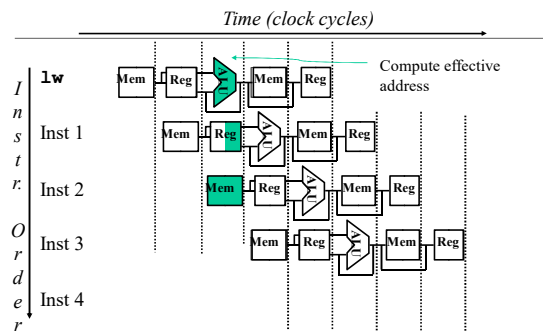 Time (clock cycles)
Instr. Order
lw Mem Reg ALU Mem Reg
Compute effective
address
Inst 1 Mem Reg ALU Mem Reg
Inst 2 Mem Reg ALU Mem Reg
Inst 3 Mem Reg ALU Mem Reg
Inst 4